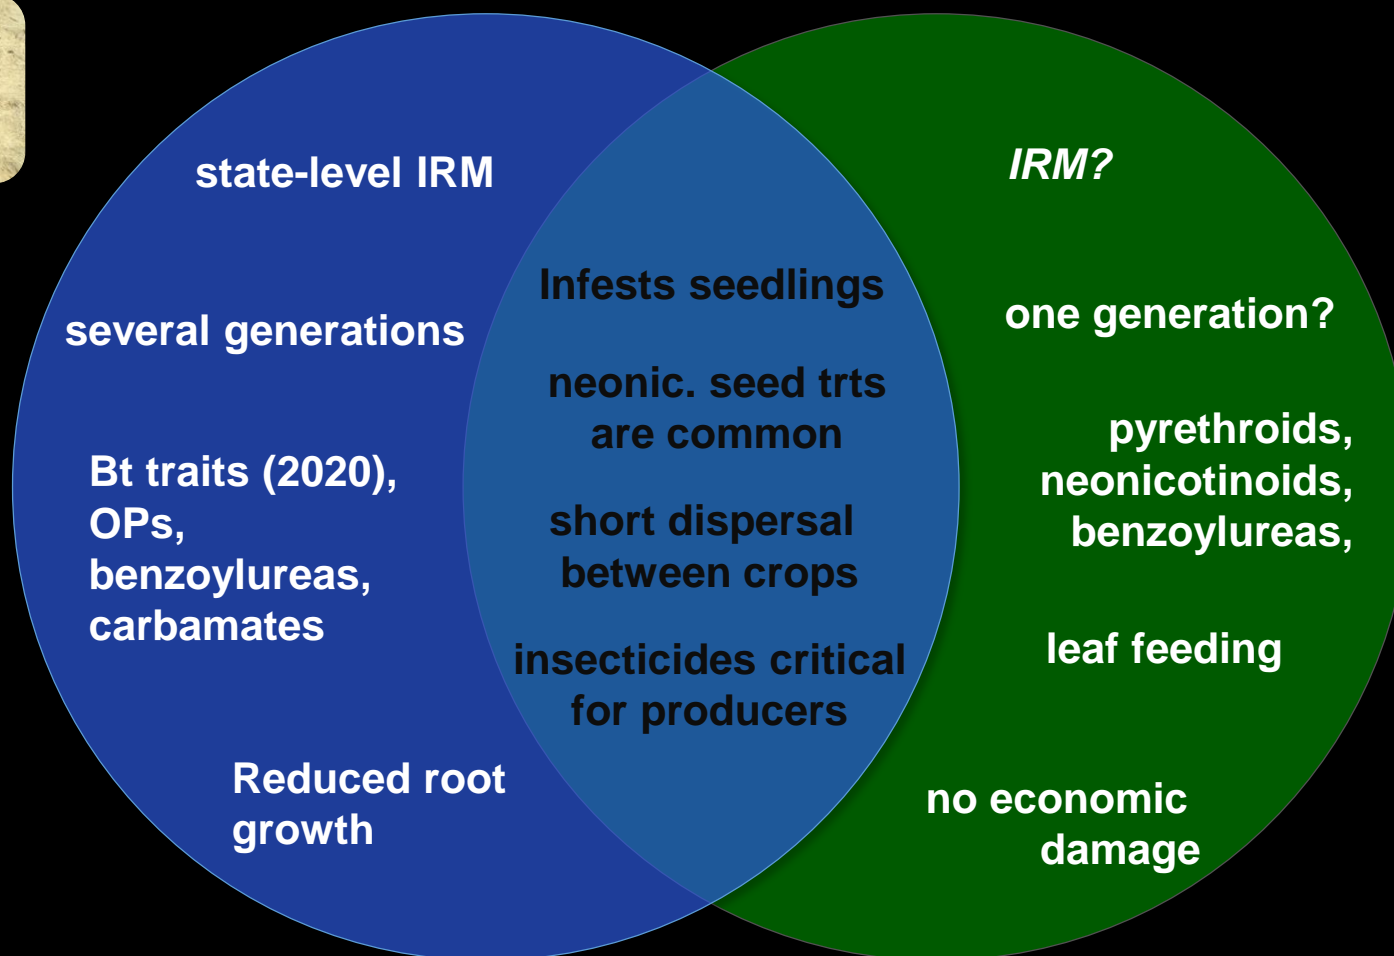 state-level IRM
several generations
Bt traits (2020),
OPs,
benzoylureas,
carbamates
Reduced root
growth
Infests seedlings
neonic. seed trts
are common
short dispersal
between crops
insecticides critical
for producers
IRM?
one generation?
pyrethroids,
neonicotinoids,
benzoylureas,
leaf feeding
no economic
damage